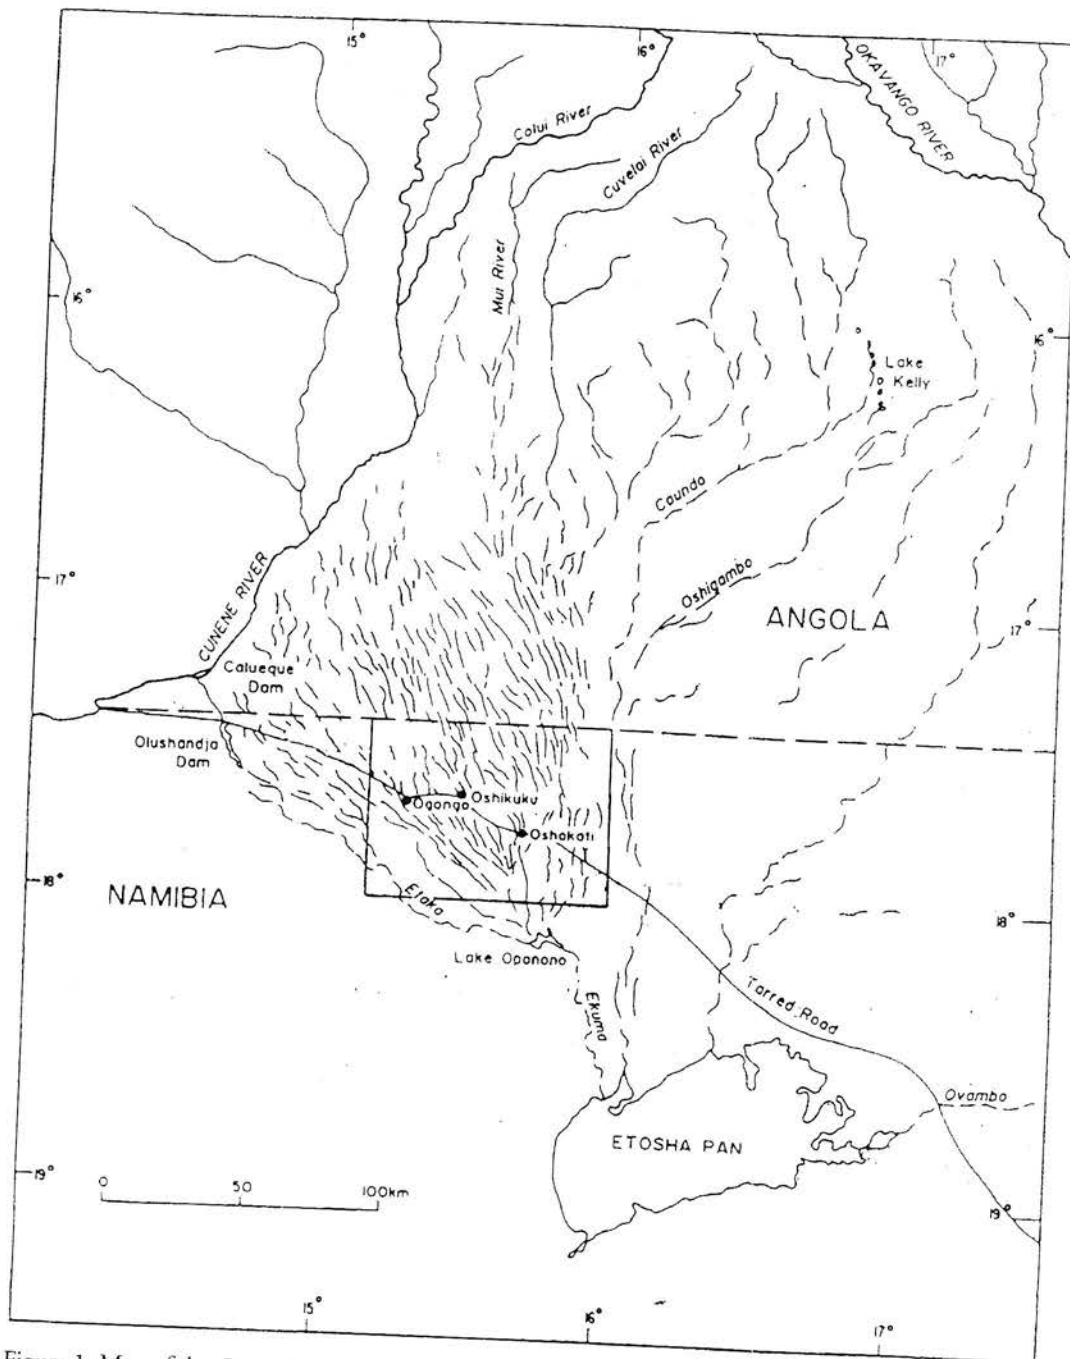 15°
16°
17°
OKAVANGO RIVER
Colui River
Cuvelai River
Mui River
16°
16°
Lake
Kelly
Caundo
Oshigambo
17°
CUNENE RIVER
ANGOLA
17°
Calueque
Dam
Olushandja
Dam
Ogongo
Oshikuku
Oshakati
18°
NAMIBIA
Etaka
18°
Lake Oponono
Ekuma
Tarred Road
Ovambo
ETOSHA PAN
19°
0 50 100km
19°
15°
16°
17°
Figure 1. Map of the